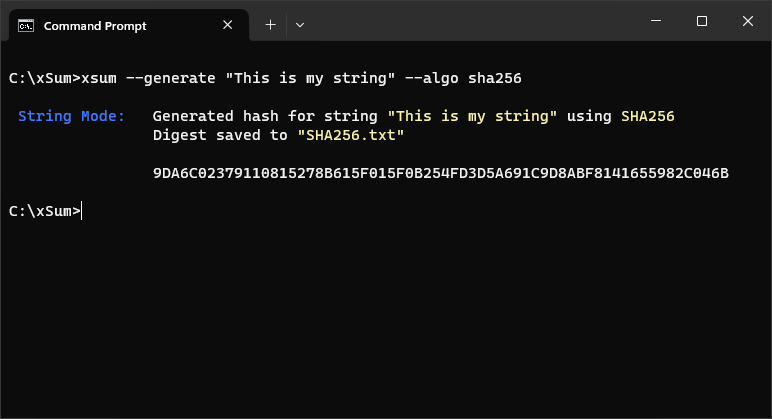 Command Prompt
C:\xSum>xsum --generate "This is my string" --algo sha256
String Mode: Generated hash for string "This is my string" using SHA256
Digest saved to "SHA256.txt"
9DA6C02379110815278B615F015F0B254FD3D5A691C9D8ABF8141655982C046B
C:\xSum>